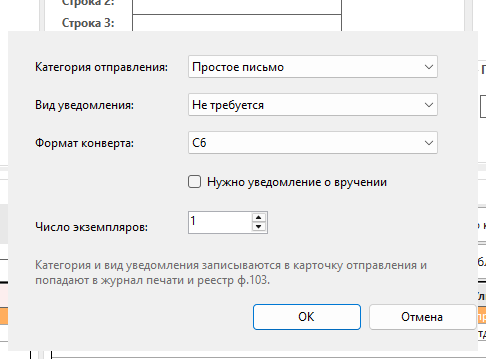 Строка 2:
Строка 3:
Категория отправления: Простое письмо
Вид уведомления: Не требуется
Формат конверта: C6
Нужно уведомление о вручении
Число экземпляров: 1
Категория и вид уведомления записываются в карточку отправления и
попадают в журнал печати и реестр ф.103.
OK Отмена